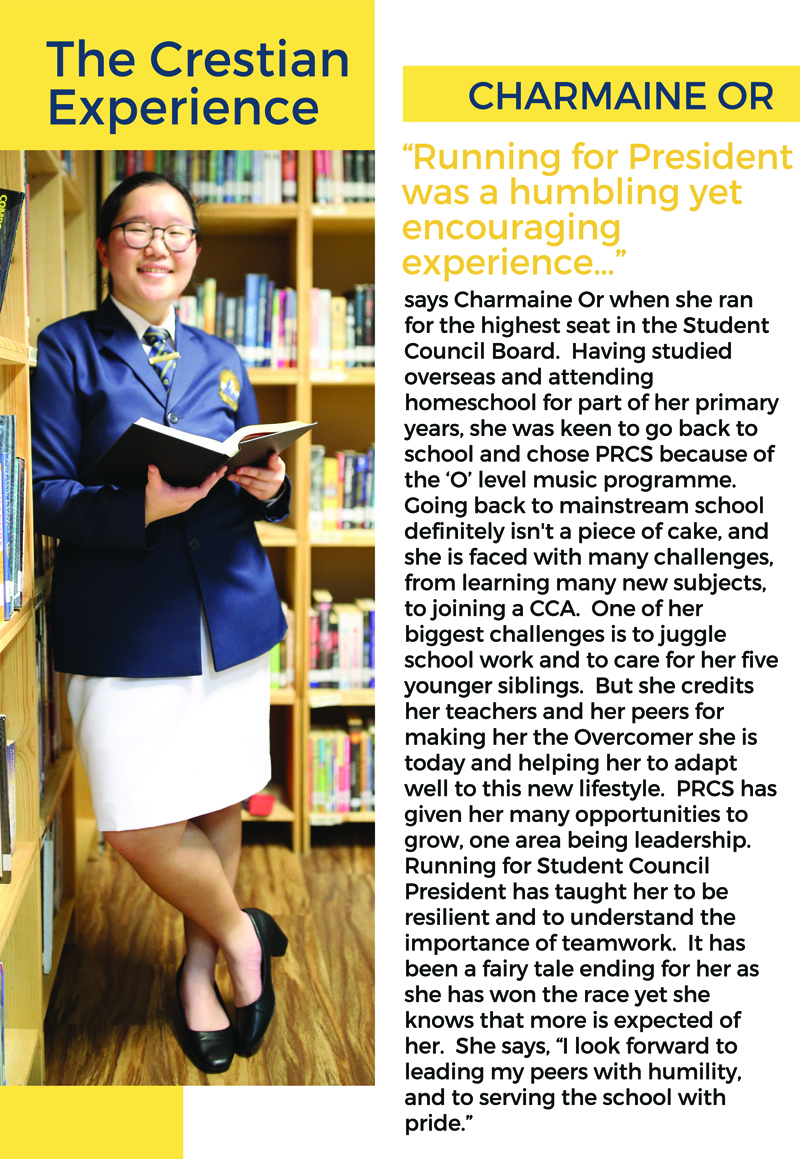 The Crestian
Experience
CHARMAINE OR
“Running for President
was a humbling yet
encouraging
experience...”
says Charmaine Or when she ran
for the highest seat in the Student
Council Board.  Having studied
overseas and attending
homeschool for part of her primary
years, she was keen to go back to
school and chose PRCS because of
the ‘O’ level music programme.
Going back to mainstream school
definitely isn't a piece of cake, and
she is faced with many challenges,
from learning many new subjects,
to joining a CCA.  One of her
biggest challenges is to juggle
school work and to care for her five
younger siblings.  But she credits
her teachers and her peers for
making her the Overcomer she is
today and helping her to adapt
well to this new lifestyle.  PRCS has
given her many opportunities to
grow, one area being leadership.
Running for Student Council
President has taught her to be
resilient and to understand the
importance of teamwork.  It has
been a fairy tale ending for her as
she has won the race yet she
knows that more is expected of
her.  She says, “I look forward to
leading my peers with humility,
and to serving the school with
pride.”